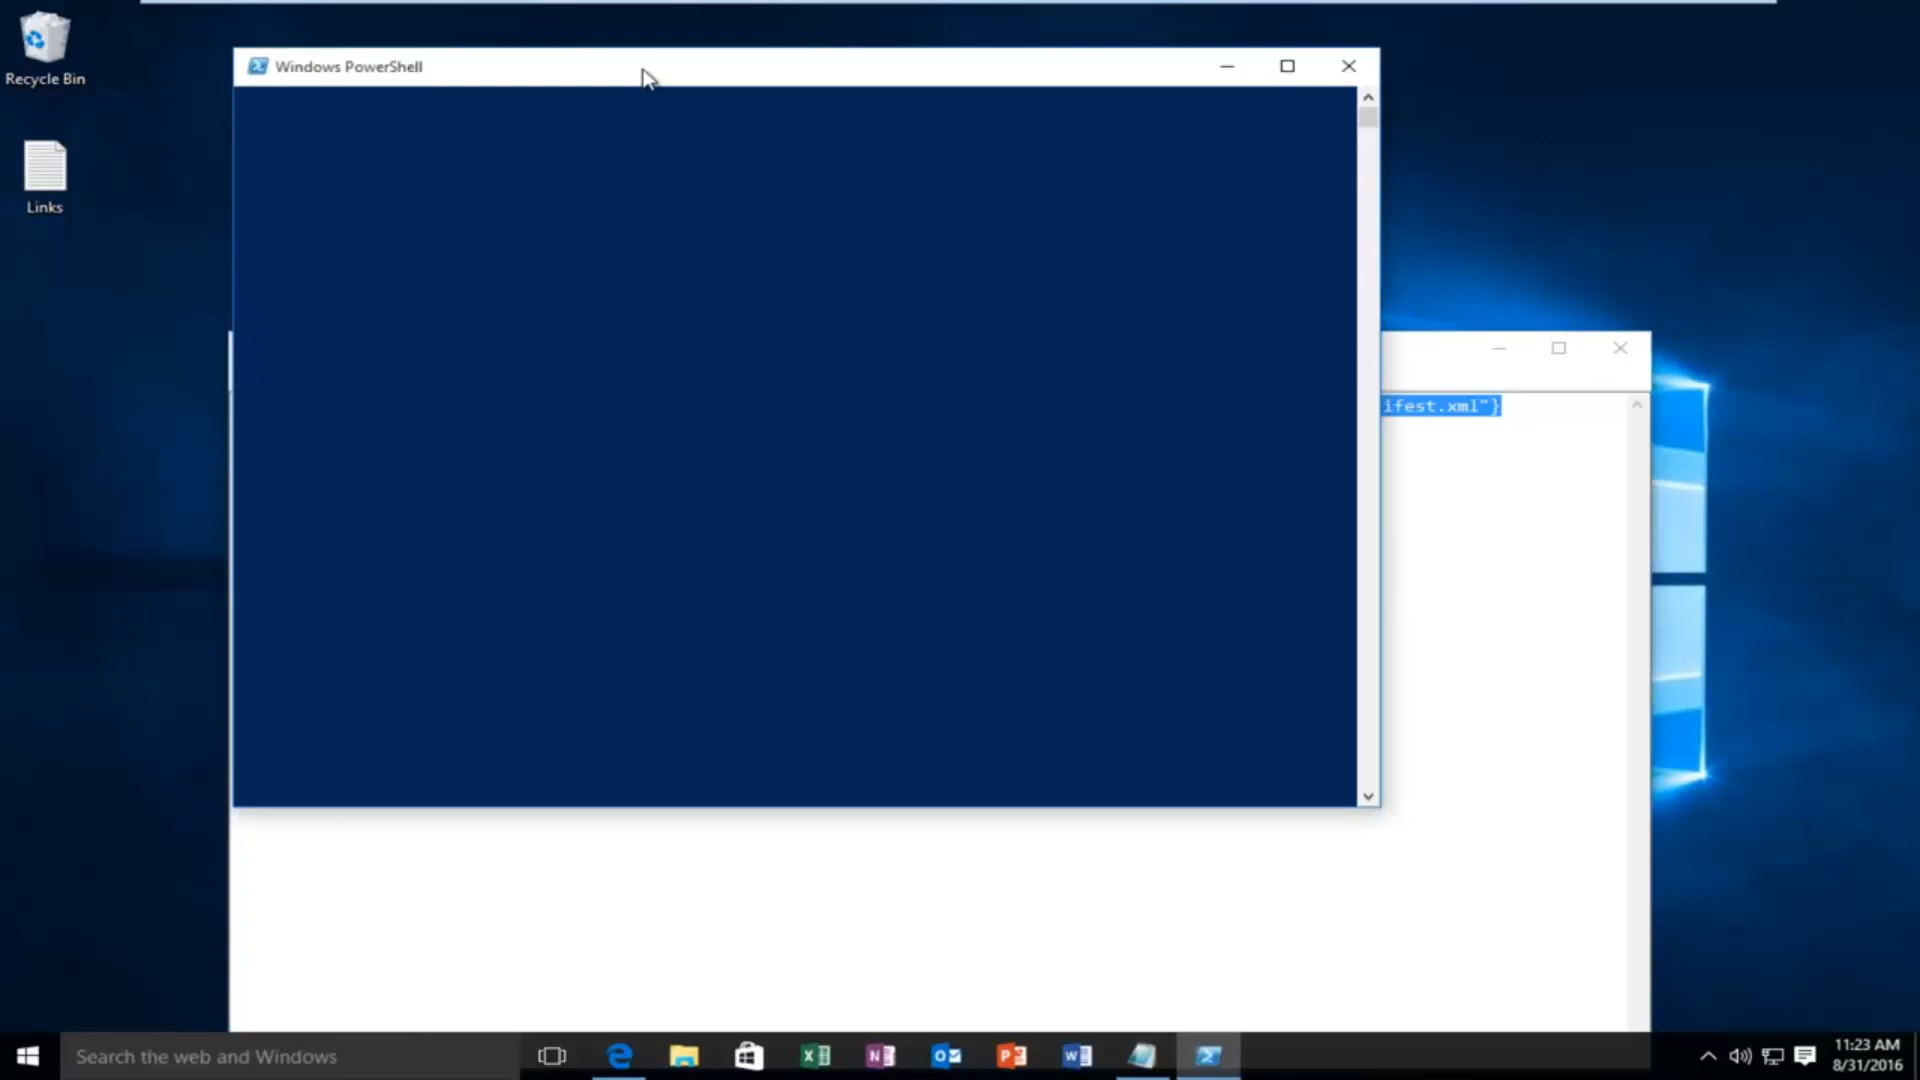 Recycle Bin
Links
Windows PowerShell
ifest.xml"}
Search the web and Windows
11:23 AM
8/31/2016